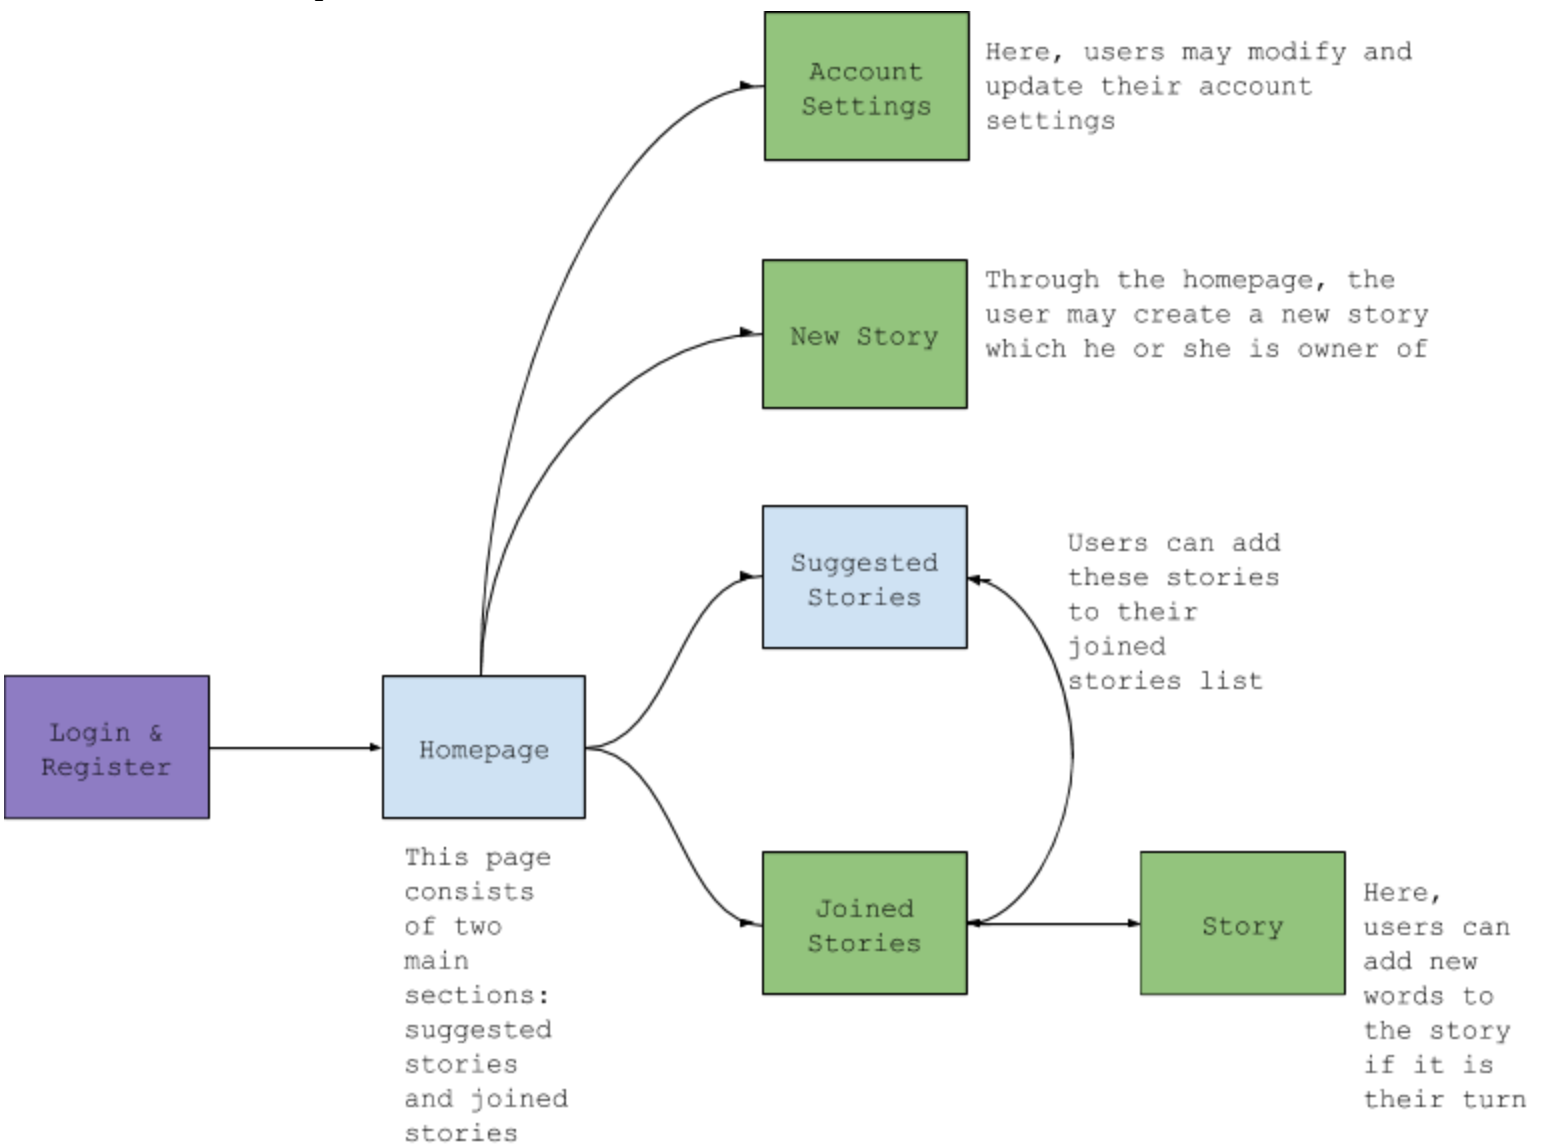 Account
Settings
Here, users may modify and
update their account
settings
New Story
Through the homepage, the
user may create a new story
which he or she is owner of
Suggested
Stories
Users can add
these stories
to their
joined
stories list
Login &
Register
Homepage
This page
consists
of two
main
sections:
suggested
stories
and joined
stories
Joined
Stories
Story
Here,
users can
add new
words to
the story
if it is
their turn